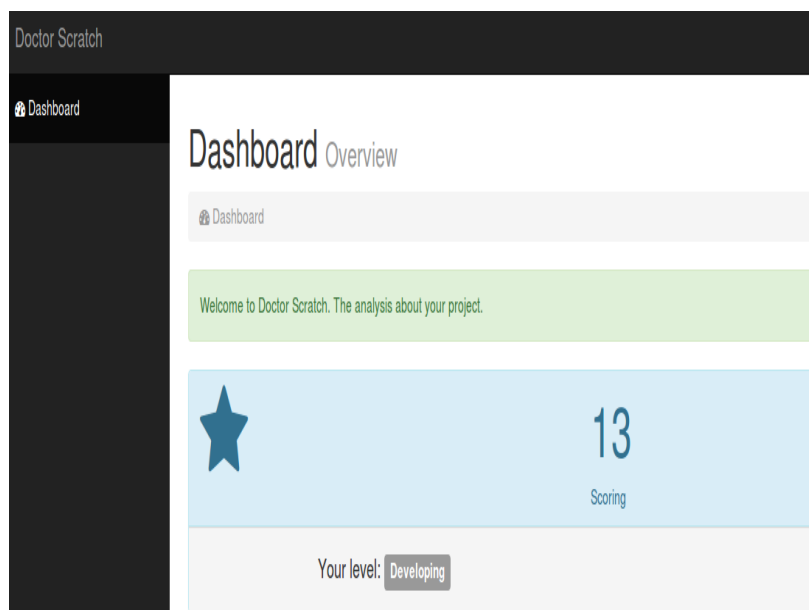 Doctor Scratch
Dashboard
Dashboard Overview
Dashboard
Welcome to Doctor Scratch. The analysis about your project.
13
Scoring
Your level: Developing